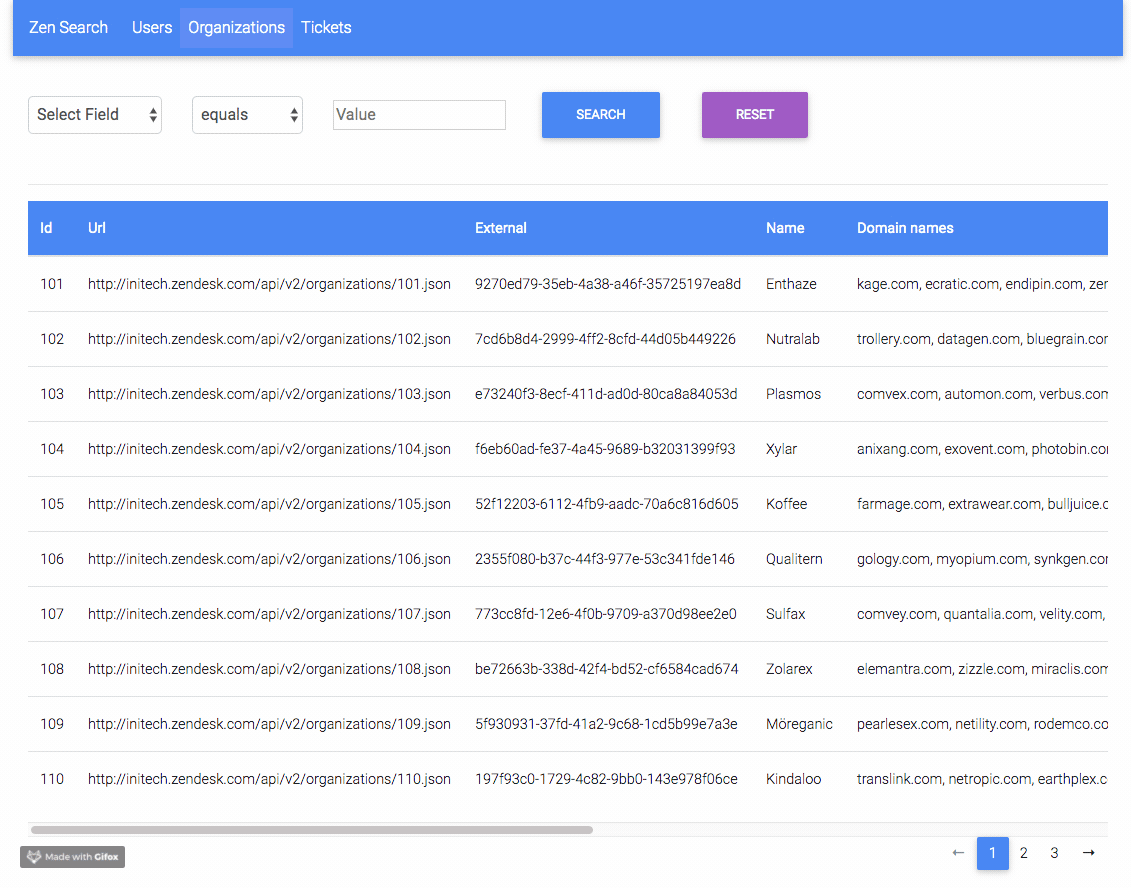 Zen Search Users Organizations Tickets
Select Field equals Value SEARCH RESET
Id Url External Name Domain names
101 http://initech.zendesk.com/api/v2/organizations/101.json 9270ed79-35eb-4a38-a46f-35725197ea8d Enthaze kage.com, ecratic.com, endipin.com, zer
102 http://initech.zendesk.com/api/v2/organizations/102.json 7cd6b8d4-2999-4ff2-8cfd-44d05b449226 Nutralab trollery.com, datagen.com, bluegrain.cor
103 http://initech.zendesk.com/api/v2/organizations/103.json e73240f3-8ecf-411d-ad0d-80ca8a84053d Plasmos comvex.com, automon.com, verbus.com
104 http://initech.zendesk.com/api/v2/organizations/104.json f6eb60ad-fe37-4a45-9689-b32031399f93 Xylar anixang.com, exovent.com, photobin.cor
105 http://initech.zendesk.com/api/v2/organizations/105.json 52f12203-6112-4fb9-aadc-70a6c816d605 Koffee farmage.com, extrawear.com, bulljuice.c
106 http://initech.zendesk.com/api/v2/organizations/106.json 2355f080-b37c-44f3-977e-53c341fde146 Qualitern gology.com, myopium.com, synkgen.cor
107 http://initech.zendesk.com/api/v2/organizations/107.json 773cc8fd-12e6-4f0b-9709-a370d98ee2e0 Sulfax comvey.com, quantalia.com, velity.com,
108 http://initech.zendesk.com/api/v2/organizations/108.json be72663b-338d-42f4-bd52-cf6584cad674 Zolarex elemantra.com, zizzle.com, miraclis.com
109 http://initech.zendesk.com/api/v2/organizations/109.json 5f930931-37fd-41a2-9c68-1cd5b99e7a3e Möreganic pearlesex.com, netility.com, rodemco.co
110 http://initech.zendesk.com/api/v2/organizations/110.json 197f93c0-1729-4c82-9bb0-143e978f06ce Kindaloo translink.com, netropic.com, earthplex.c
Made with Gifox ← 1 2 3 →